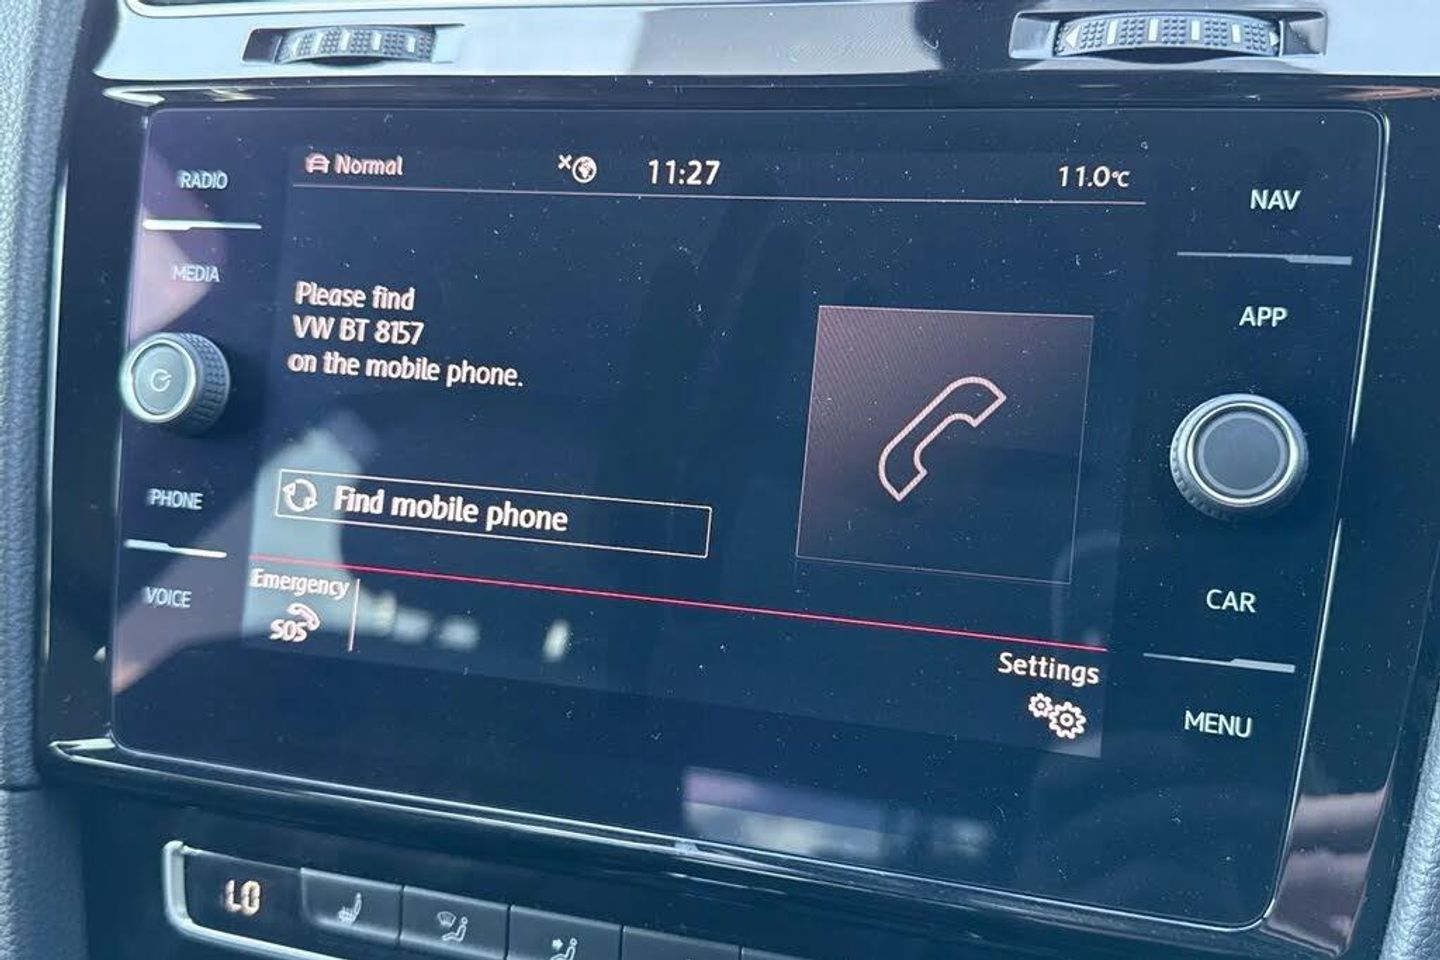 RADIO
MEDIA
PHONE
VOICE
Normal
11:27
11.0°C
Please find
VW BT 8157
on the mobile phone.
Find mobile phone
Emergency
SOS
Settings
NAV
APP
CAR
MENU
LO